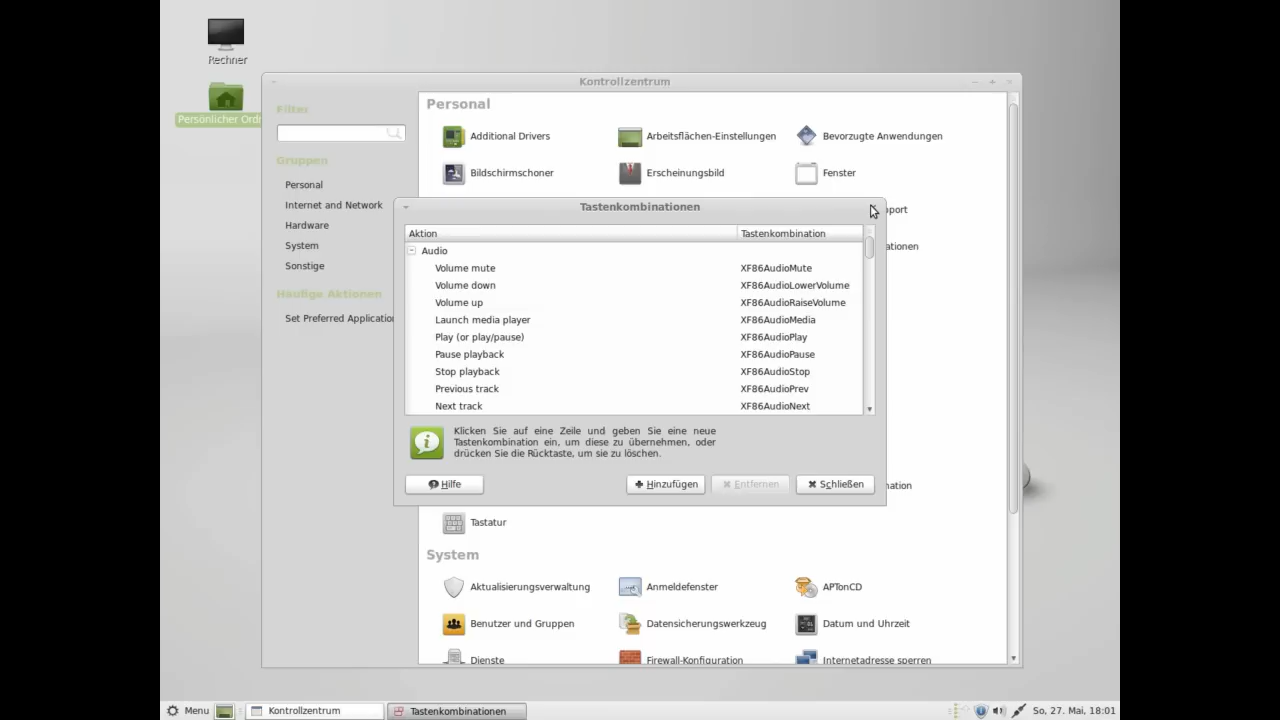 Rechner
Persönlicher Ord
Kontrollzentrum
Filter
Gruppen
Personal
Internet and Network
Hardware
System
Sonstige
Häufige Aktionen
Set Preferred Application
Personal
Additional Drivers
Arbeitsflächen-Einstellungen
Bevorzugte Anwendungen
Bildschirmschoner
Erscheinungsbild
Fenster
port
ationen
Tastenkombinationen
Aktion
Tastenkombination
Audio
Volume mute
XF86AudioMute
Volume down
XF86AudioLowerVolume
Volume up
XF86AudioRaiseVolume
Launch media player
XF86AudioMedia
Play (or play/pause)
XF86AudioPlay
Pause playback
XF86AudioPause
Stop playback
XF86AudioStop
Previous track
XF86AudioPrev
Next track
XF86AudioNext
Klicken Sie auf eine Zeile und geben Sie eine neue
Tastenkombination ein, um diese zu übernehmen, oder
drücken Sie die Rücktaste, um sie zu löschen.
Hilfe
Hinzufügen
Entfernen
Schließen
nation
Tastatur
System
Aktualisierungsverwaltung
Anmeldefenster
APTonCD
Benutzer und Gruppen
Datensicherungswerkzeug
Datum und Uhrzeit
Dienste
Firewall-Konfiguration
Internetadresse sperren
Menu
Kontrollzentrum
Tastenkombinationen
So, 27. Mai, 18:01